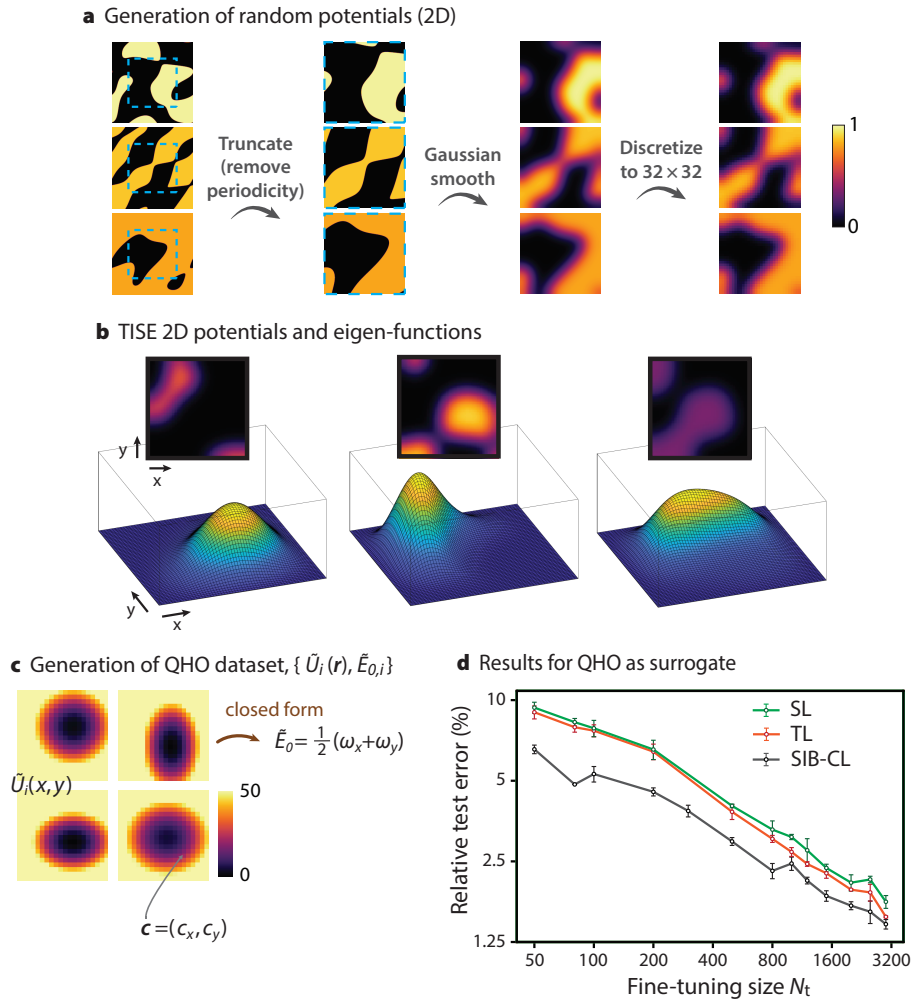 a Generation of random potentials (2D)
Truncate
(remove
periodicity)
Gaussian
smooth
Discretize
to 32 × 32
1
0
b TISE 2D potentials and eigen-functions
y
x
y
x
c Generation of QHO dataset, { Ũᵢ (r), Ẽ₀,ᵢ}
closed form
Ẽ₀ = 1/2 (ωₓ+ωᵧ)
Ũᵢ(x,y)
50
0
c =(cₓ,cᵧ)
d Results for QHO as surrogate
Relative test error (%)
10
5
2.5
1.25
SL
TL
SIB-CL
50 100 200 400 800 1600 3200
Fine-tuning size Nₜ